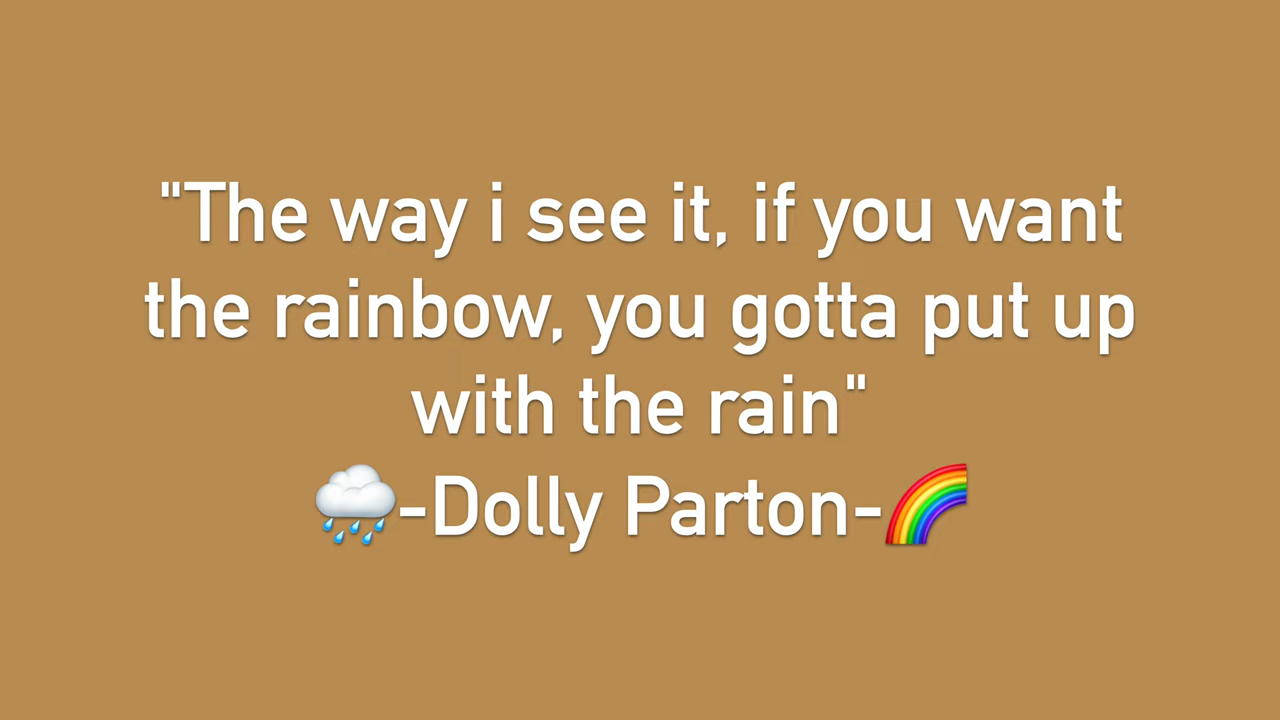 "The way i see it, if you want
the rainbow, you gotta put up
with the rain"
🌧️-Dolly Parton-🌈